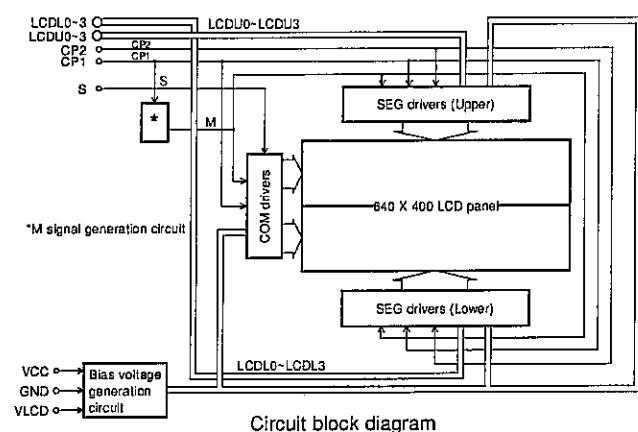 LCDL0~3
LCDU0~LCDU3
LCDU0~3
CP2
CP2
CP1
CP1
S
S
SEG drivers (Upper)
*
M
COM drivers
640 X 400 LCD panel
*M signal generation circuit
SEG drivers (Lower)
LCDL0~LCDL3
VCC
GND
VLCD
Bias voltage
generation
circuit
Circuit block diagram